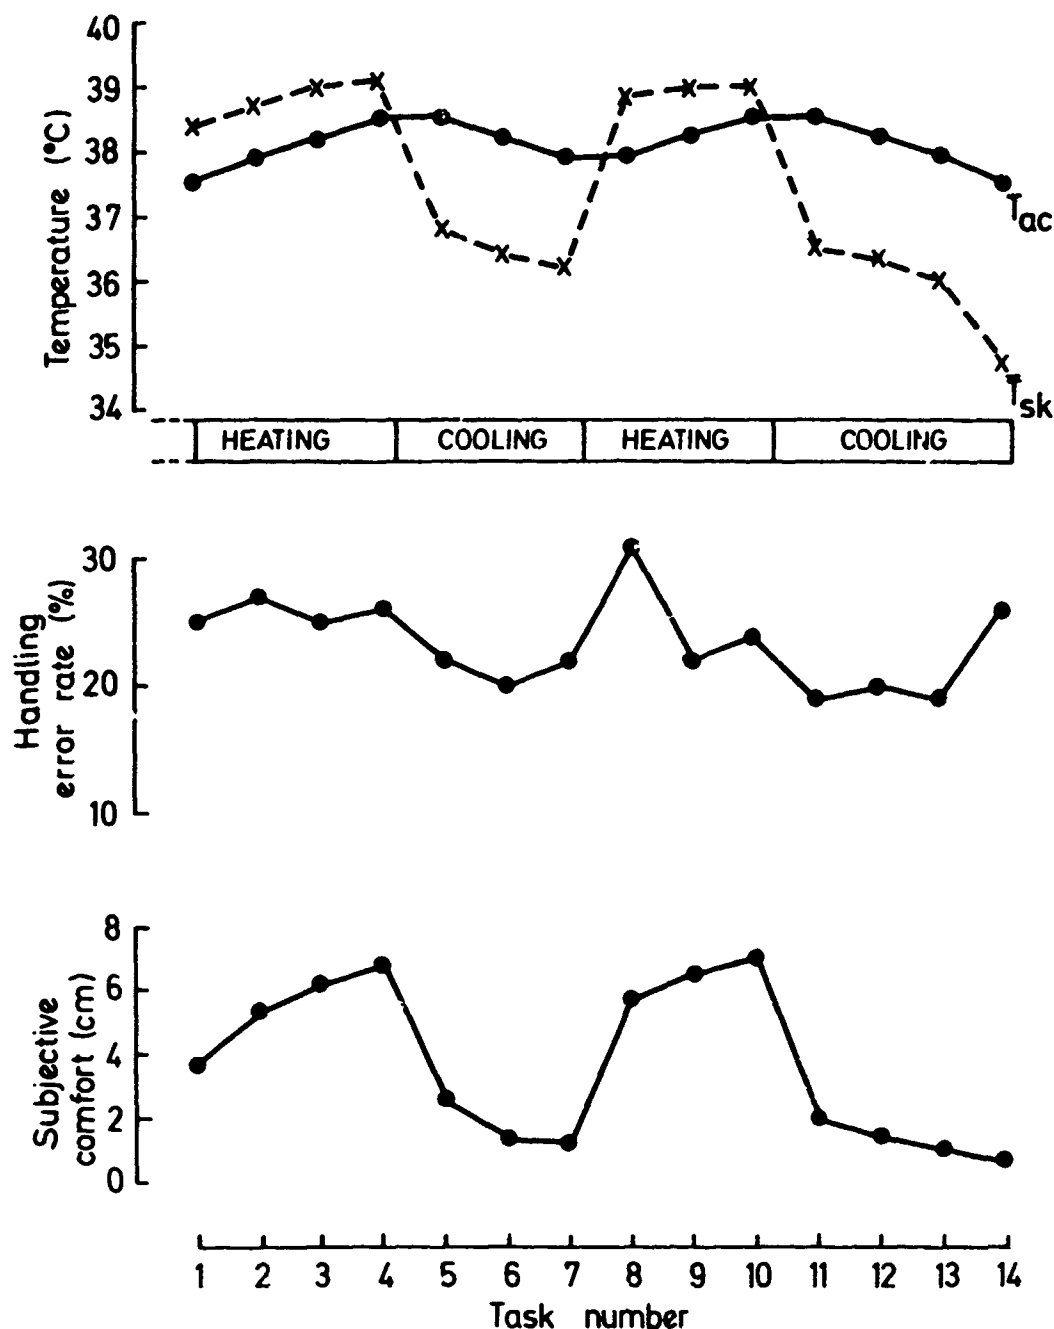 40
39
38
37
36
35
34
Temperature (°C)
Tac
Tsk
HEATING COOLING HEATING COOLING
30
20
10
Handling
error rate (%)
8
6
4
2
0
Subjective
comfort (cm)
1 2 3 4 5 6 7 8 9 10 11 12 13 14
Task number